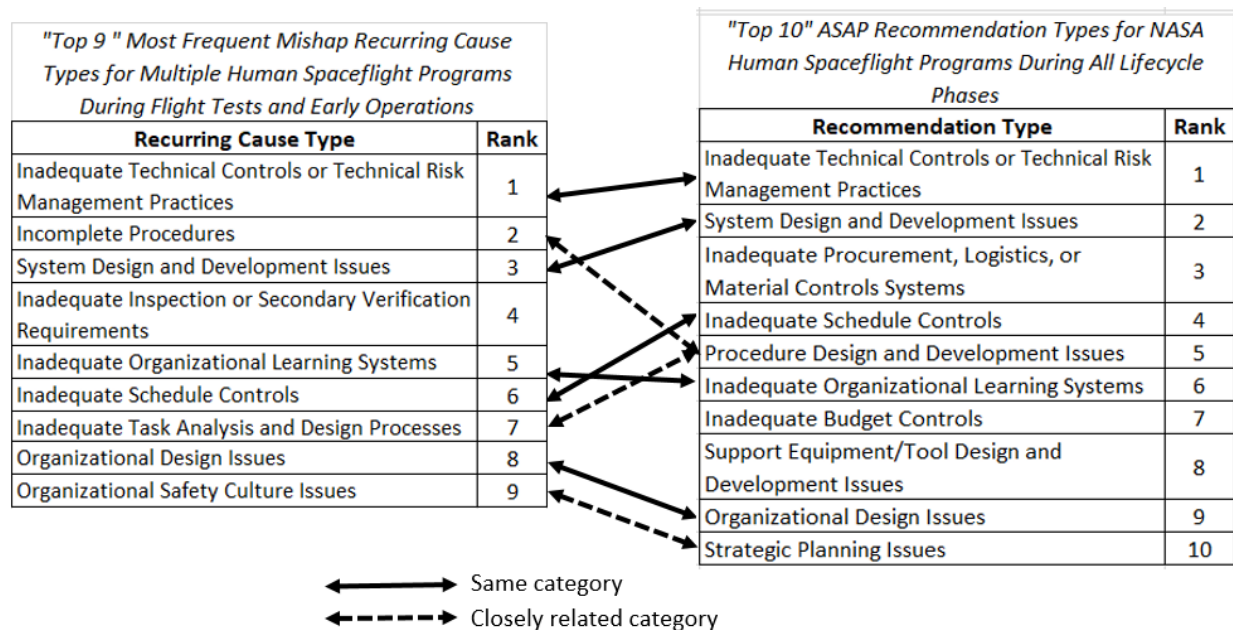 "Top 9 " Most Frequent Mishap Recurring Cause
Types for Multiple Human Spaceflight Programs
During Flight Tests and Early Operations
Recurring Cause Type Rank
Inadequate Technical Controls or Technical Risk
Management Practices 1
Incomplete Procedures 2
System Design and Development Issues 3
Inadequate Inspection or Secondary Verification
Requirements 4
Inadequate Organizational Learning Systems 5
Inadequate Schedule Controls 6
Inadequate Task Analysis and Design Processes 7
Organizational Design Issues 8
Organizational Safety Culture Issues 9
"Top 10" ASAP Recommendation Types for NASA
Human Spaceflight Programs During All Lifecycle
Phases
Recommendation Type Rank
Inadequate Technical Controls or Technical Risk
Management Practices 1
System Design and Development Issues 2
Inadequate Procurement, Logistics, or
Material Controls Systems 3
Inadequate Schedule Controls 4
Procedure Design and Development Issues 5
Inadequate Organizational Learning Systems 6
Inadequate Budget Controls 7
Support Equipment/Tool Design and
Development Issues 8
Organizational Design Issues 9
Strategic Planning Issues 10
Same category
Closely related category